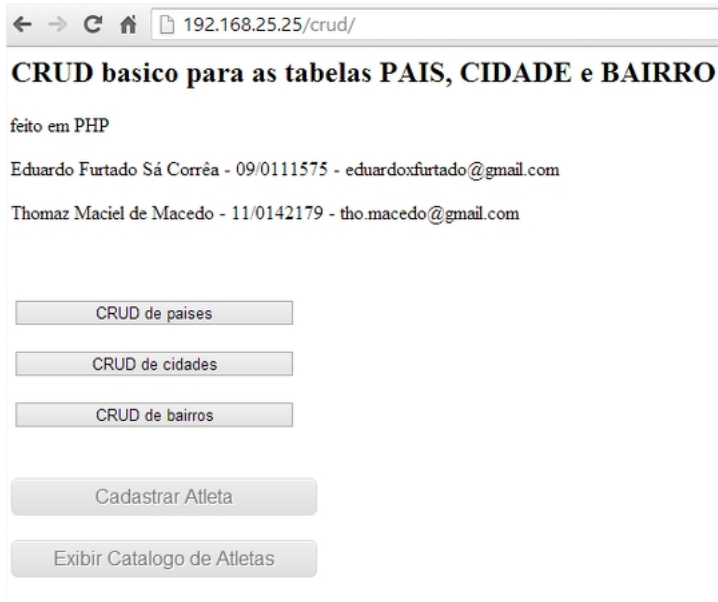 192.168.25.25/crud/
CRUD basico para as tabelas PAIS, CIDADE e BAIRRO
feito em PHP
Eduardo Furtado Sá Corrêa - 09/0111575 - eduardoxfurtado@gmail.com
Thomaz Maciel de Macedo - 11/0142179 - tho.macedo@gmail.com
CRUD de paises
CRUD de cidades
CRUD de bairros
Cadastrar Atleta
Exibir Catalogo de Atletas